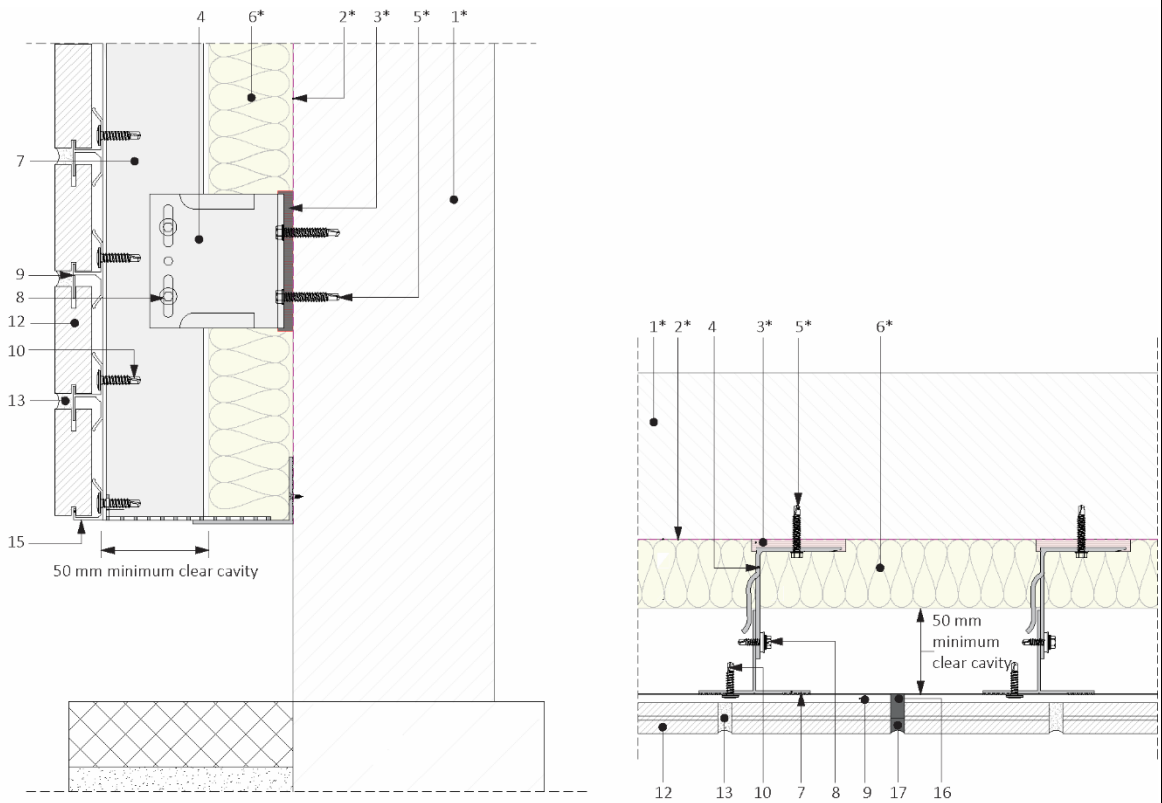 4 6* 2* 3* 5* 1*
7
9
8
12
10
13
15
50 mm minimum clear cavity
1* 2* 4 3* 5* 6*
50 mm
minimum
clear cavity
12 13 10 7 8 9 17 16